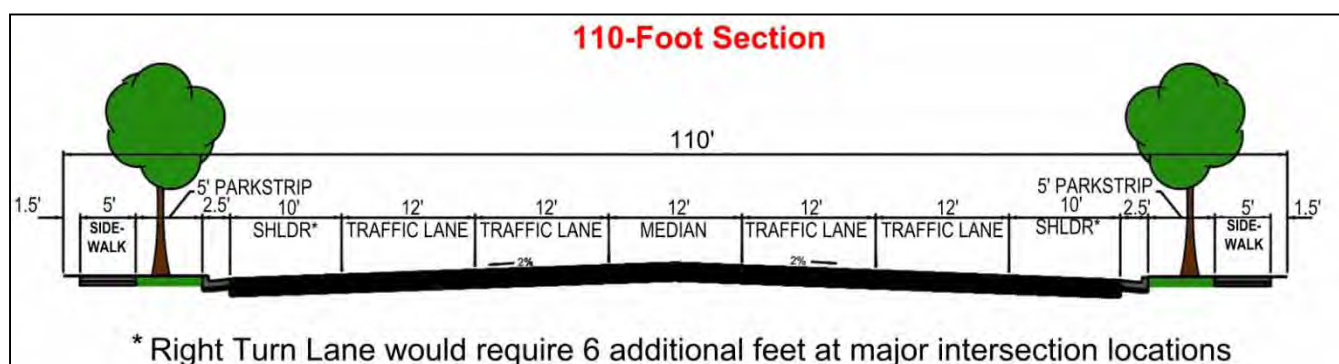 110-Foot Section
110'
5' PARKSTRIP
5' PARKSTRIP
1.5' 5' 2.5' 10' 12' 12' 12' 12' 12' 10' 2.5' 5' 1.5'
SIDE-
WALK
SHLDR* TRAFFIC LANE TRAFFIC LANE MEDIAN TRAFFIC LANE TRAFFIC LANE SHLDR*
SIDE-
WALK
2% 2%
* Right Turn Lane would require 6 additional feet at major intersection locations